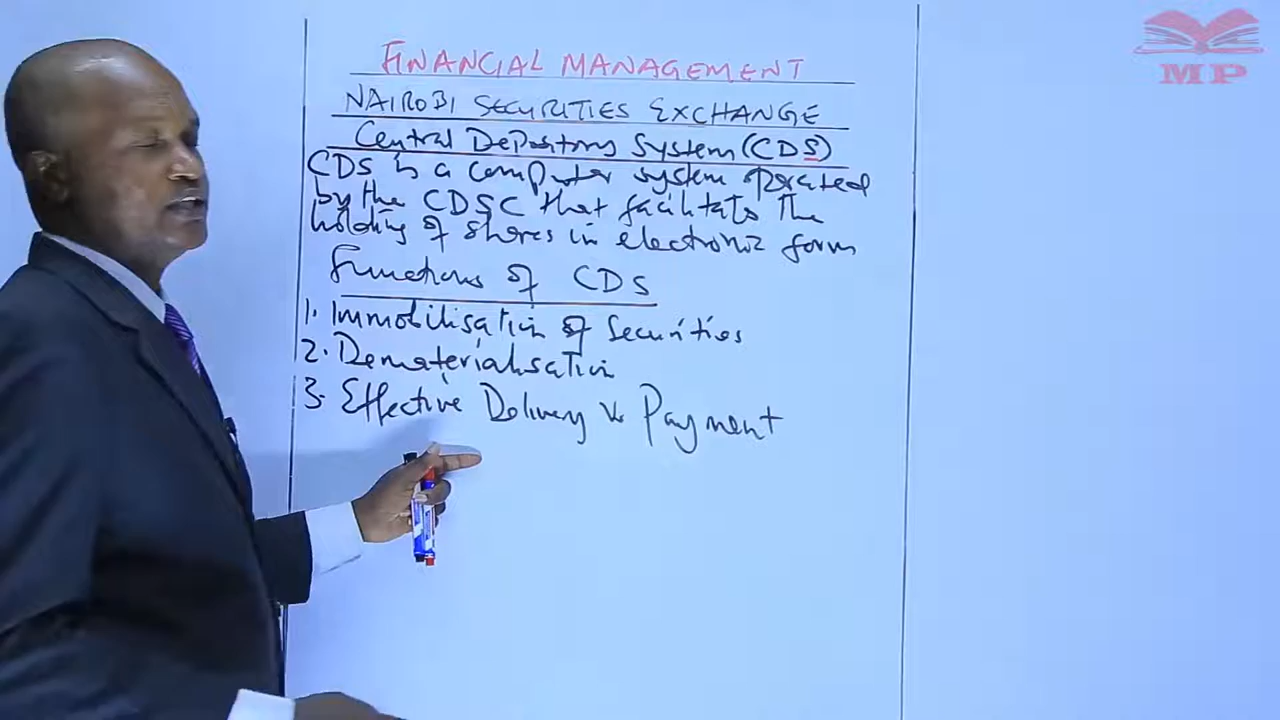 FINANCIAL MANAGEMENT
NAIROBI SECURITIES EXCHANGE
Central Depository System (CDS)
CDS is a computer system operated
by the CDSC that facilitates the
holding of shares in electronic form
Functions of CDS
1. Immobilisation of Securities
2. Dematerialisation
3. Effective Delivery Vs Payment
MP